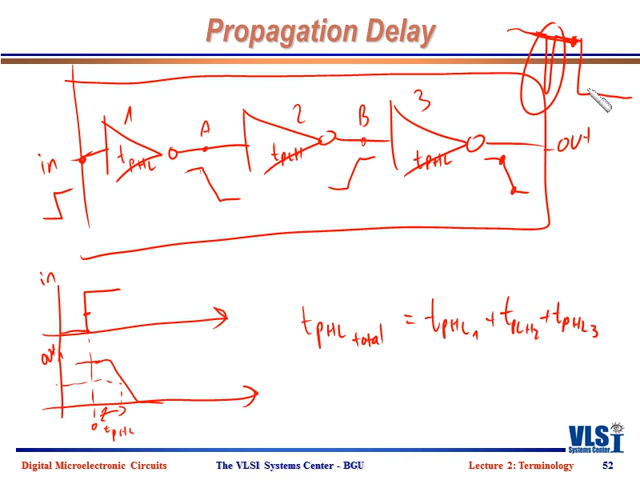 Propagation Delay
1
2
3
A
B
in
tpHL
tpLH
tpHL
out
in
out
0
tpHL
tpHL total = tpHL1 + tpLH2 + tpHL3
VLSI
Systems Center
Digital Microelectronic Circuits
The VLSI Systems Center - BGU
Lecture 2: Terminology
52